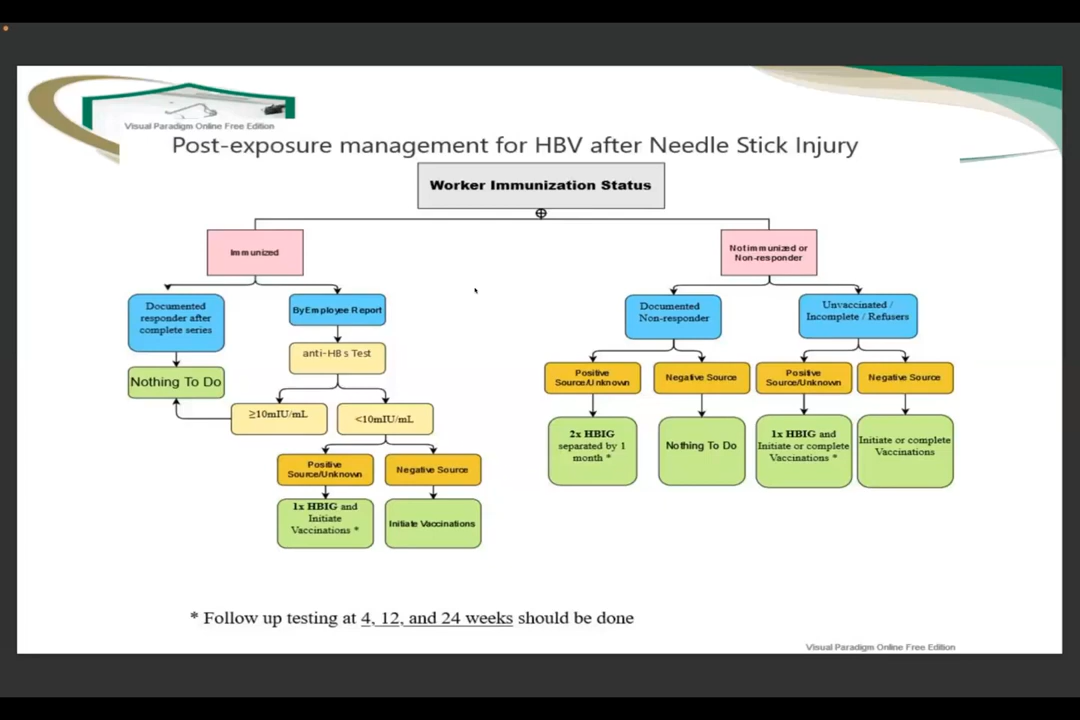 Visual Paradigm Online Free Edition
Post-exposure management for HBV after Needle Stick Injury
Worker Immunization Status
Immunized
Not immunized or
Non-responder
Documented
responder after
complete series
By Employee Report
Documented
Non-responder
Unvaccinated /
Incomplete / Refusers
anti-HBs Test
Nothing To Do
Positive
Source/Unknown
Negative Source
Positive
Source/Unknown
Negative Source
≥10mIU/mL
<10mIU/mL
2x HBIG
separated by 1
month *
Nothing To Do
1x HBIG and
Initiate or complete
Vaccinations *
Initiate or complete
Vaccinations
Positive
Source/Unknown
Negative Source
1x HBIG and
Initiate
Vaccinations *
Initiate Vaccinations
* Follow up testing at 4, 12, and 24 weeks should be done
Visual Paradigm Online Free Edition